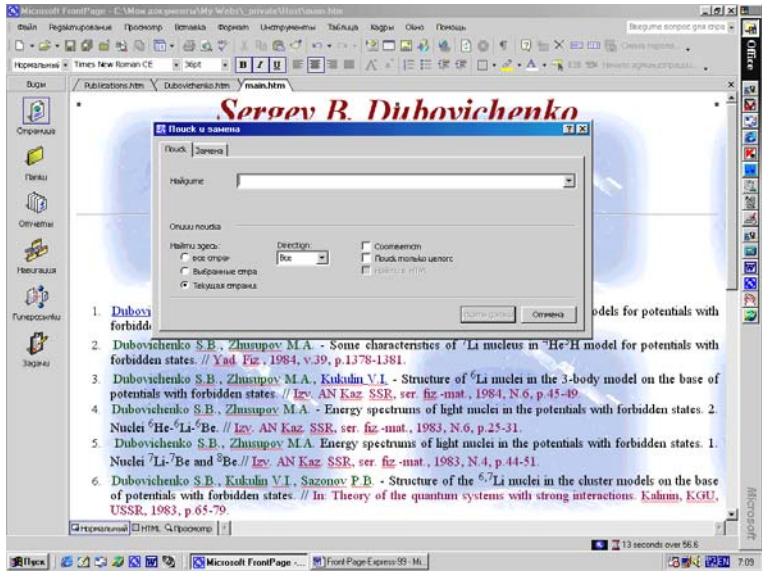 Microsoft FrontPage - C:\Мои документы\My Webs\_private\Host\main.htm
Файл Редактирование Просмотр Вставка Формат Инструменты Таблица Кадры Окно Помощь
Нормальный Times New Roman CE 36pt
Виды Publications.htm Dubovichenko.htm main.htm
Sergey B. Dubovichenko
Поиск и замена
Поиск Замена
Найдите
Опции поиска
Найти здесь: Direction:
все стран Все Соответст
Выбранные стра Поиск только целого
Текущая страниц Найти в HTML
Отмена
Страница
Папки
Отчеты
Навигация
Гиперссылки
Задачи
1. Dubovi odels for potentials with
forbidde
2. Dubovichenko S.B., Zhusupov M.A. - Some characteristics of ⁷Li nucleus in ⁴He³H model for potentials with
forbidden states. // Yad. Fiz., 1984, v.39, p.1378-1381.
3. Dubovichenko S.B., Zhusupov M.A., Kukulin V.I. - Structure of ⁶Li nuclei in the 3-body model on the base of
potentials with forbidden states. // Izv. AN Kaz. SSR, ser. fiz.-mat., 1984, N.6, p.45-49.
4. Dubovichenko S.B., Zhusupov M.A. - Energy spectrums of light nuclei in the potentials with forbidden states. 2.
Nuclei ⁶He-⁶Li-⁶Be. // Izv. AN Kaz. SSR, ser. fiz.-mat., 1983, N.6, p.25-31.
5. Dubovichenko S.B., Zhusupov M.A. Energy spectrums of light nuclei in the potentials with forbidden states. 1.
Nuclei ⁷Li-⁷Be and ⁸Be.// Izv. AN Kaz. SSR, ser. fiz.-mat., 1983, N.4, p.44-51.
6. Dubovichenko S.B., Kukulin V.I., Sazonov P.B. - Structure of the ⁶,⁷Li nuclei in the cluster models on the base
of potentials with forbidden states. // In: Theory of the quantum systems with strong interactions. Kalinin, KGU,
USSR, 1983, p.65-79.
Office
Microsoft
Нормальный HTML Просмотр
13 seconds over 56.6
Пуск Microsoft FrontPage -... Front-Page-Express-99 - Mi... EN 7:09